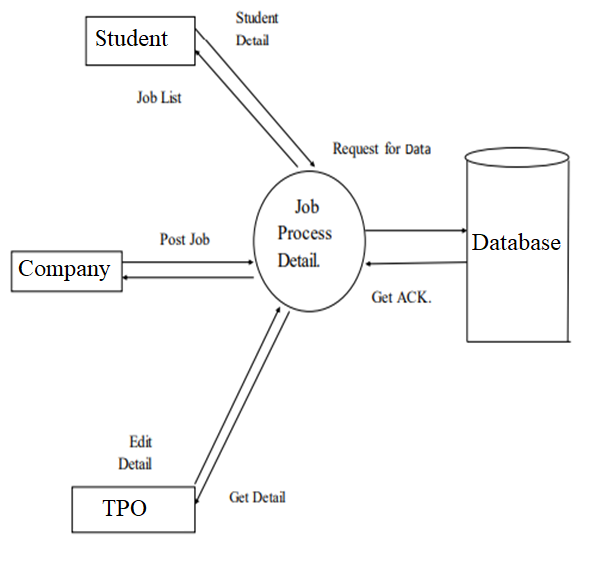 Student
Student
Detail
Job List
Request for Data
Job
Process
Detail.
Post Job
Database
Company
Get ACK.
Edit
Detail
Get Detail
TPO